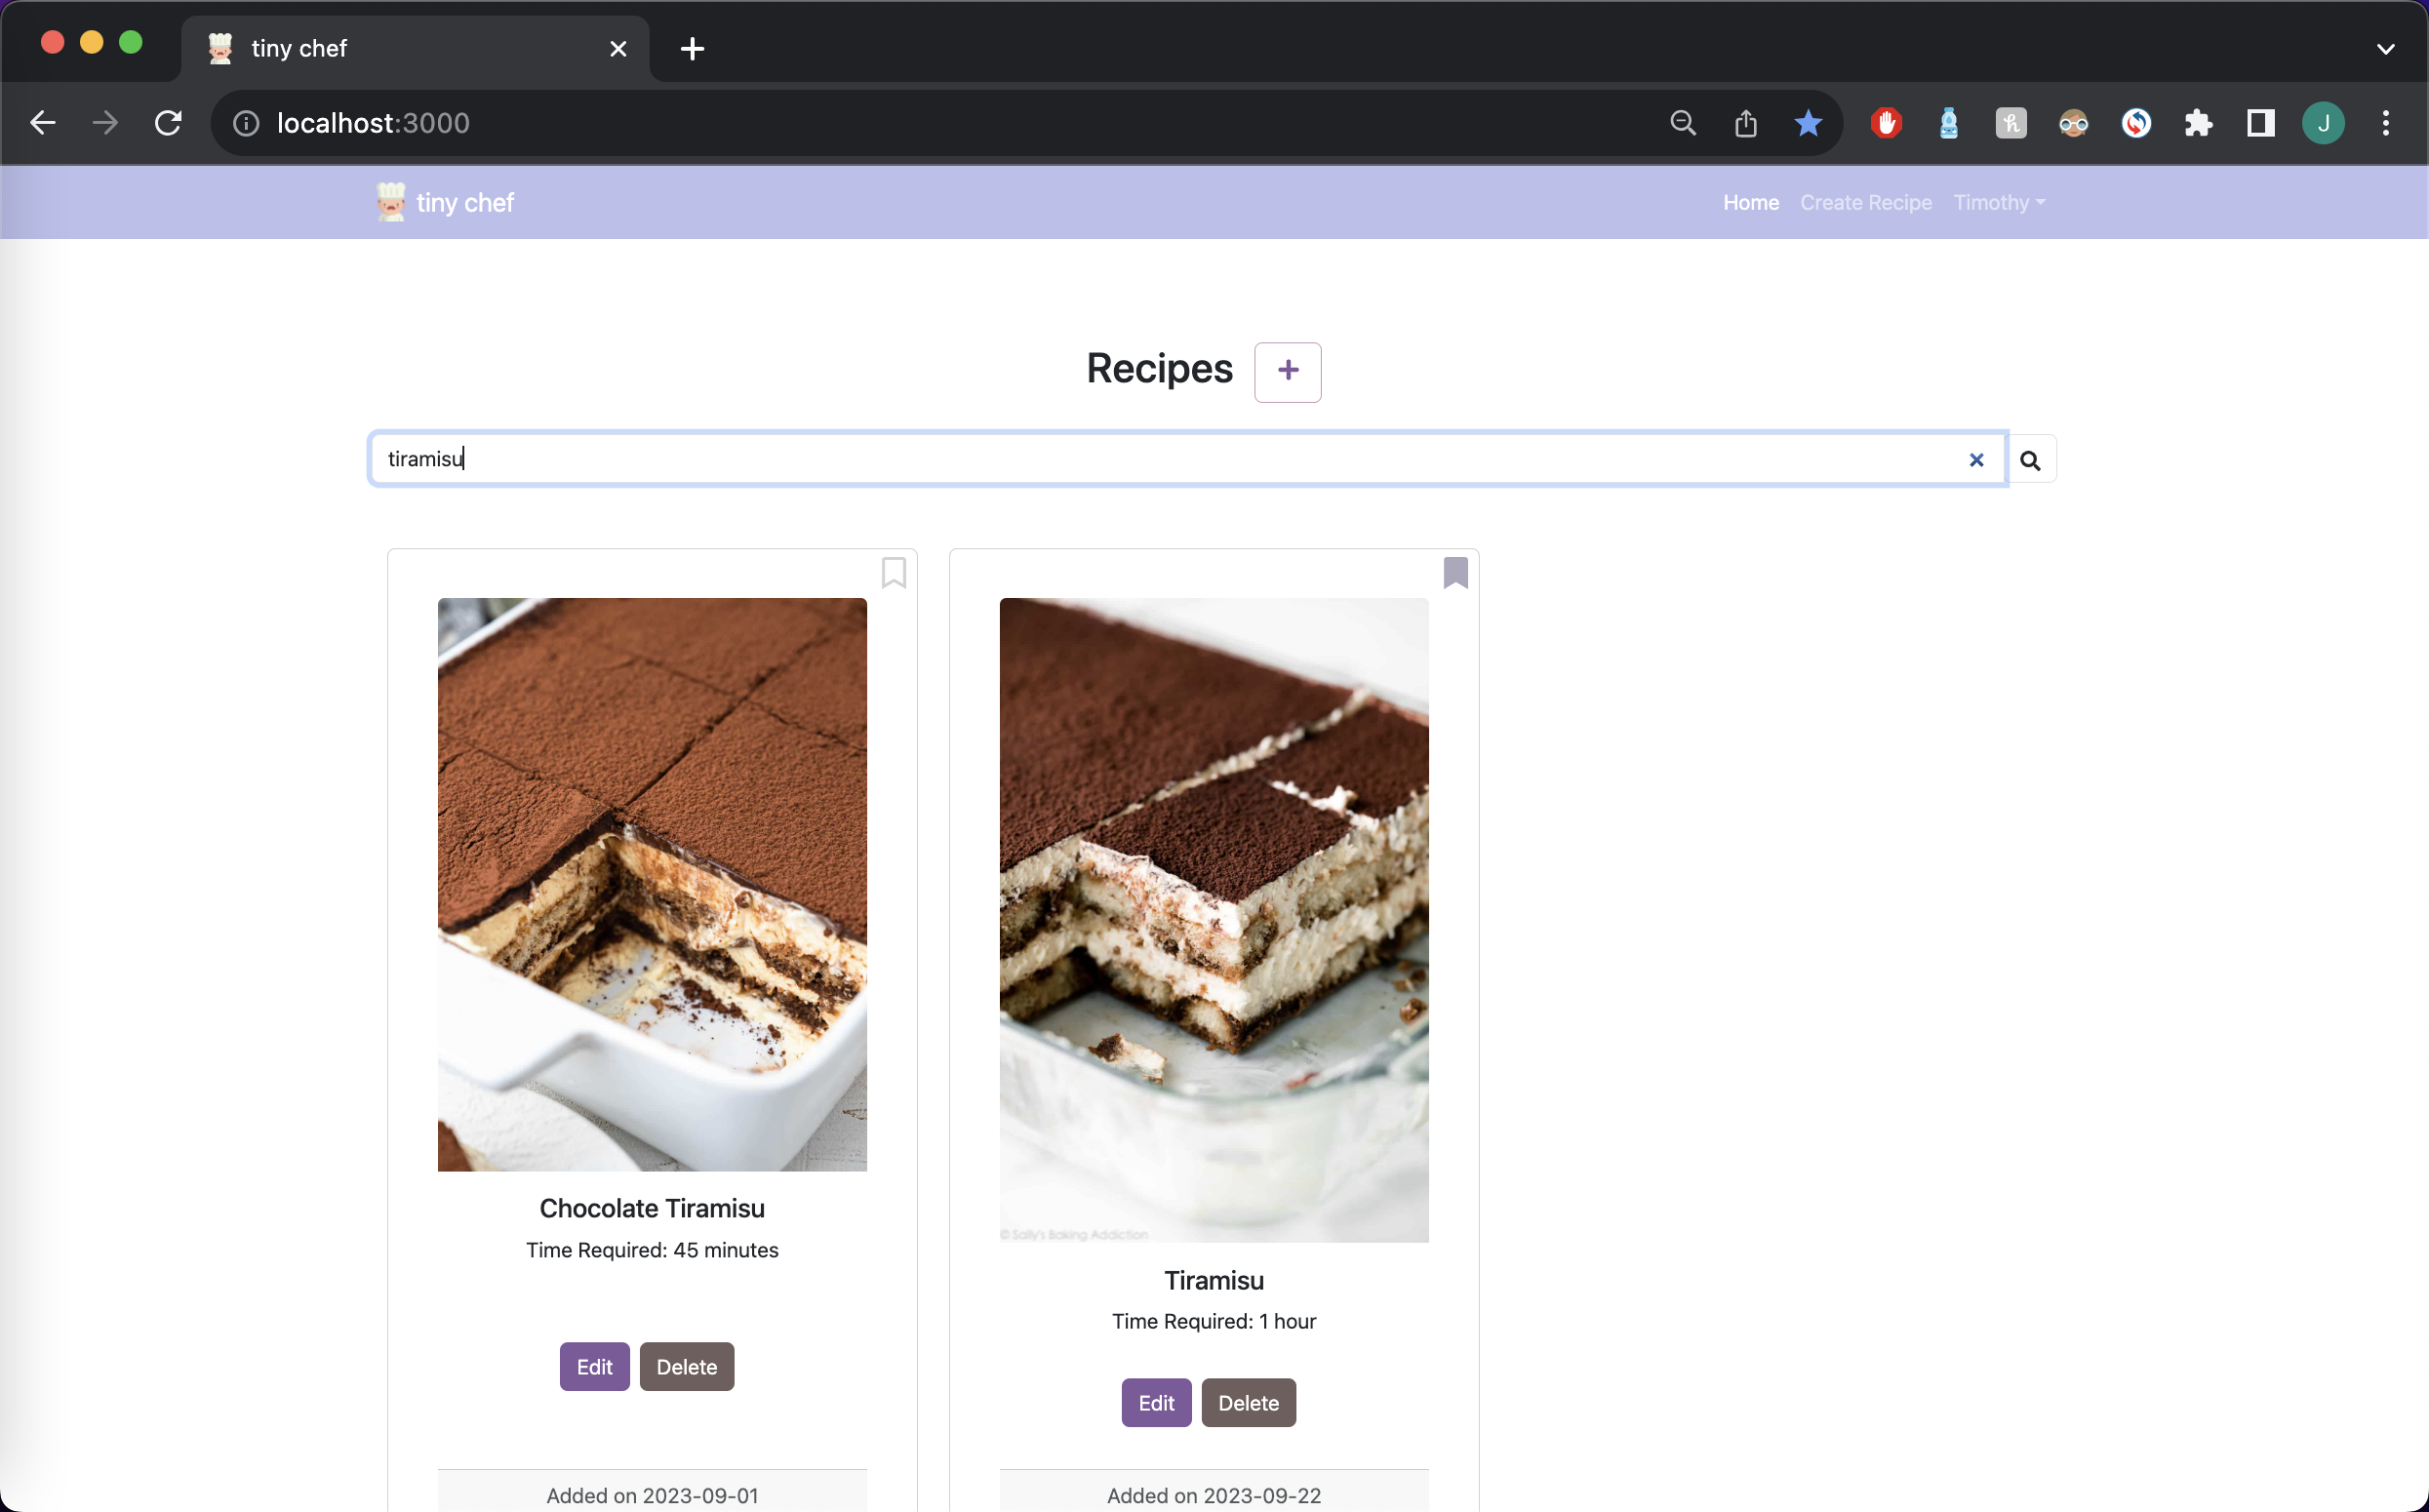 tiny chef
localhost:3000
J
tiny chef
Home Create Recipe Timothy
Recipes +
tiramisu
Chocolate Tiramisu
Time Required: 45 minutes
Edit Delete
Added on 2023-09-01
© Sally's Baking Addiction
Tiramisu
Time Required: 1 hour
Edit Delete
Added on 2023-09-22